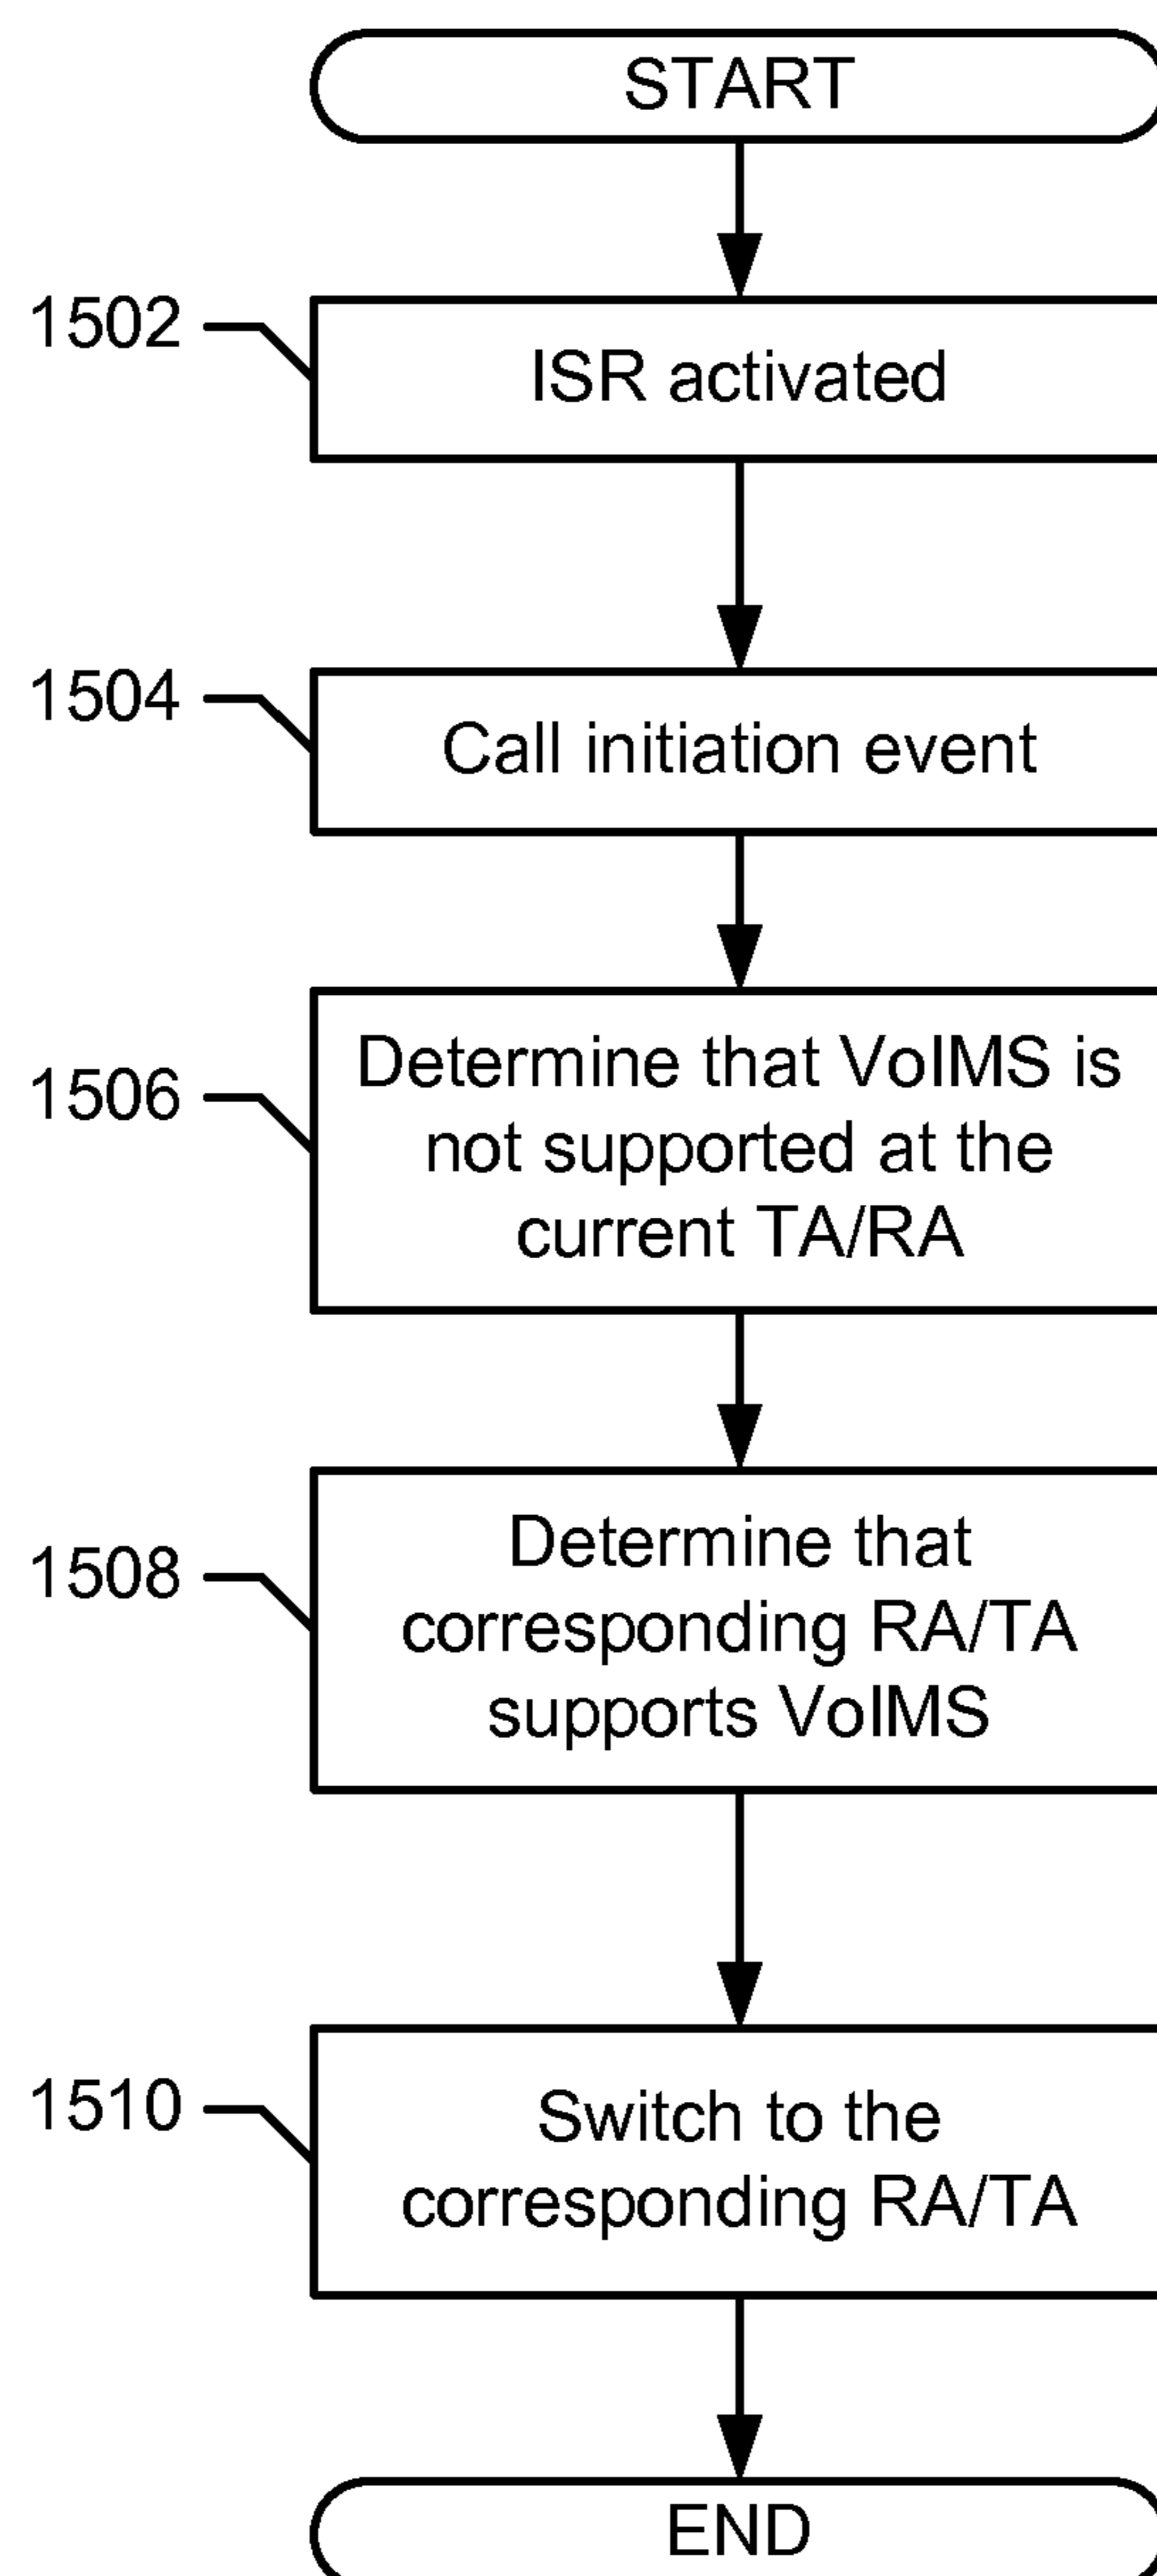 START
1502
ISR activated
1504
Call initiation event
1506
Determine that VoIMS is
not supported at the
current TA/RA
1508
Determine that
corresponding RA/TA
supports VoIMS
1510
Switch to the
corresponding RA/TA
END